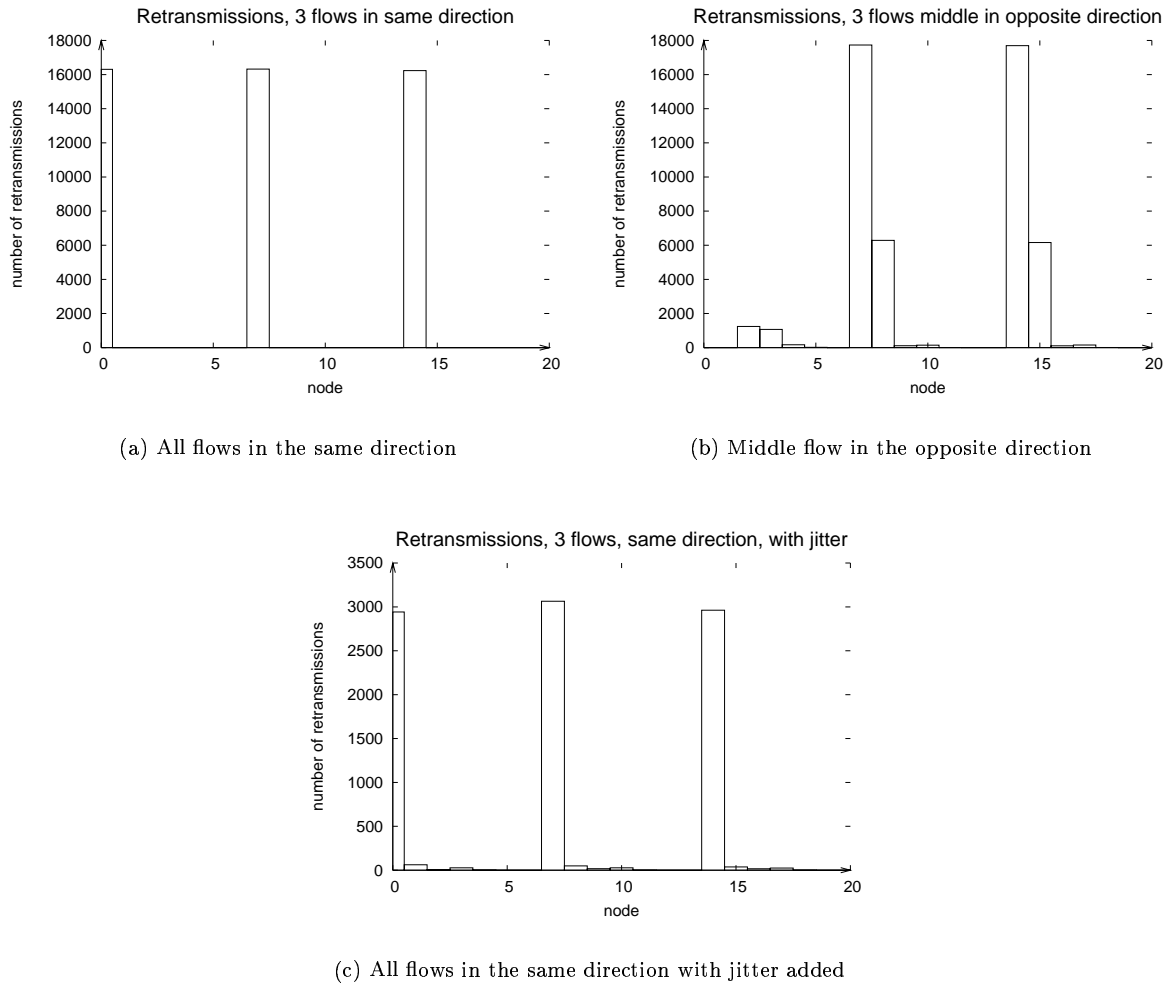 Retransmissions, 3 flows in same direction
18000
16000
14000
12000
10000
8000
6000
4000
2000
0
number of retransmissions
0 5 10 15 20
node
(a) All flows in the same direction
Retransmissions, 3 flows middle in opposite direction
18000
16000
14000
12000
10000
8000
6000
4000
2000
0
number of retransmissions
0 5 10 15 20
node
(b) Middle flow in the opposite direction
Retransmissions, 3 flows, same direction, with jitter
3500
3000
2500
2000
1500
1000
500
0
number of retransmissions
0 5 10 15 20
node
(c) All flows in the same direction with jitter added